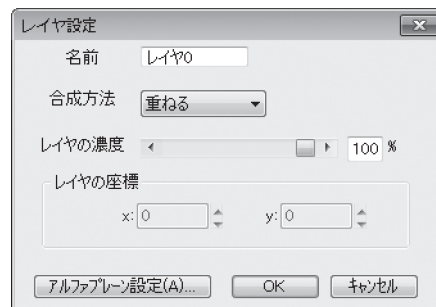 レイヤ設定
名前 レイヤ0
合成方法 重ねる
レイヤの濃度 100 %
レイヤの座標
x: 0 y: 0
アルファプレーン設定(A)... OK キャンセル